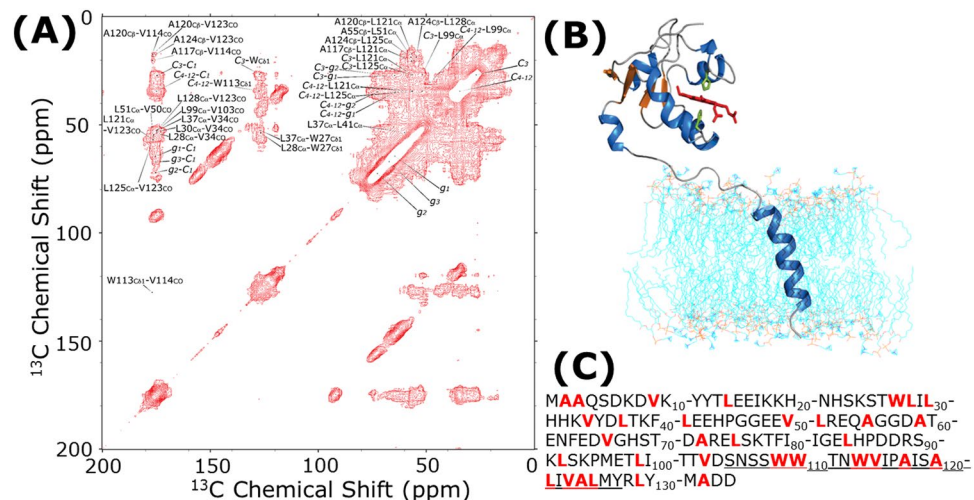 (A)
A120Cβ-V123CO
A120Cβ-V114CO
A124Cβ-V123CO
A117Cβ-V114CO
C3-C1
C4-12-C1
C4-12-W113Cδ1
C3-WCδ1
L128Cα-V123CO
L51Cα-V50CO
L99Cα-V103CO
L121Cα
-V123CO
L37Cα-V34CO
L30Cα-V34CO
L28Cα-V34CO
g1-C1
g3-C1
g2-C1
L125Cα-V123CO
W113Cδ1-V114CO
A120Cβ-L121Cα
A55Cβ-L51Cα
A124Cβ-L125Cα
A117Cβ-L121Cα
C3-L121Cα
C3-g2
C3-L125Cα
C3-g1
C4-12-L121Cα
C4-12-L125Cα
C4-12-g2
C4-12-g1
L37Cα-L41Cα
L37Cα-W27Cδ1
L28Cα-W27Cδ1
A124Cβ-L128Cα
C3-L99Cα
C4-12-L99Cα
C3
C4-12
g1
g3
g2
0
50
100
150
200
200 150 100 50 0
13C Chemical Shift (ppm)
13C Chemical Shift (ppm)
(B)
(C)
MAAQSDKDVK10-YYTLEEIKKH20-NHSKSTWLIL30-
HHKVYDLTKF40-LEEHPGGEEV50-LREQAGGDAT60-
ENFEDVGHST70-DARELSKTFI80-IGELHPDDRS90-
KLSKPMETLI100-TTVDSNSSWW110-TNWVIPAISA120-
LIVALMYRLY130-MADD